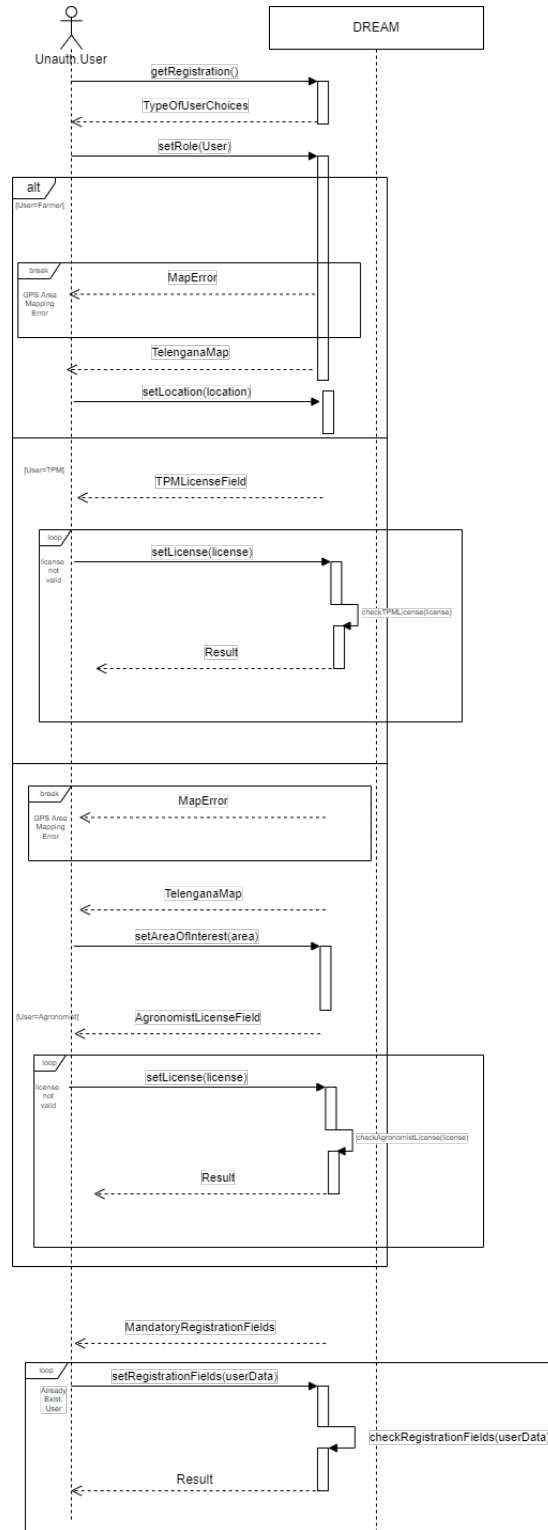 DREAM
Unauth.User
getRegistration()
TypeOfUserChoices
setRole(User)
alt
[User=Farmer]
break
MapError
GPS Area
Mapping
Error
TelenganaMap
setLocation(location)
[User=TPM]
TPMLicenseField
loop
setLicense(license)
license
not
valid
checkTPMLicense(license)
Result
break
MapError
GPS Area
Mapping
Error
TelenganaMap
setAreaOfInterest(area)
[User=Agronomist]
AgronomistLicenseField
loop
setLicense(license)
license
not
valid
checkAgronomistLicense(license)
Result
MandatoryRegistrationFields
loop
setRegistrationFields(userData)
Already
Exist.
User
checkRegistrationFields(userData)
Result